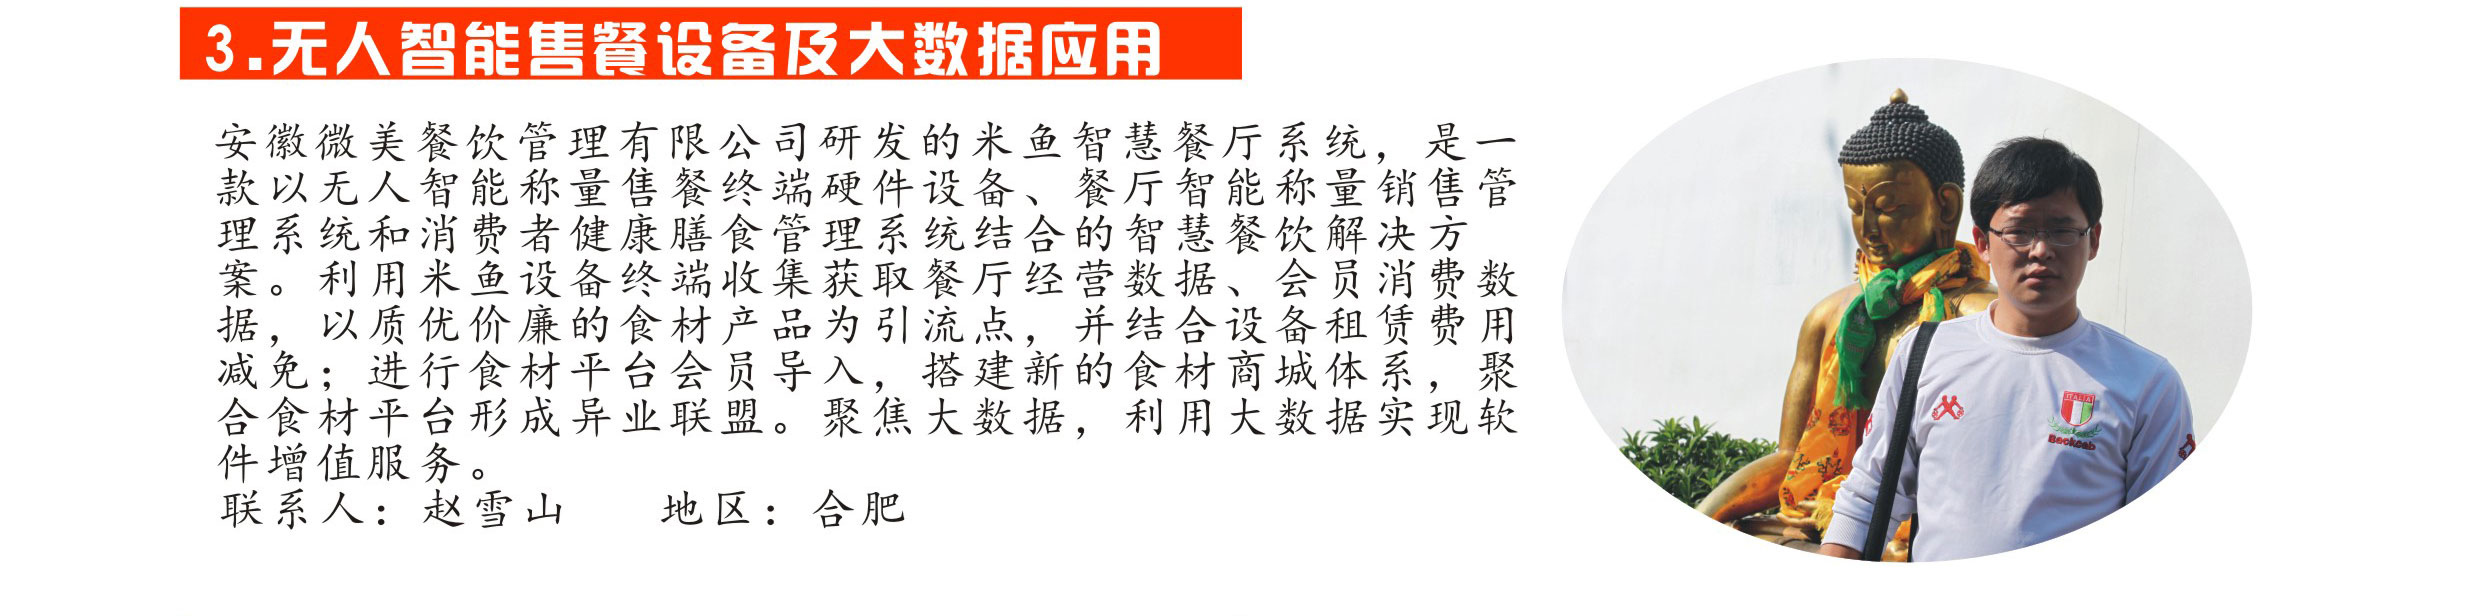 3.无人智能售餐设备及大数据应用
安徽微美餐饮管理有限公司研发的米鱼智慧餐厅系统，是一
款以无人智能称量售餐终端硬件设备、餐厅智能称量销售管
理系统和消费者健康膳食管理系统结合的智慧餐饮解决方
案。利用米鱼设备终端收集获取餐厅经营数据、会员消费数
据，以质优价廉的食材产品为引流点，并结合设备租赁费用
减免；进行食材平台会员导入，搭建新的食材商城体系，聚
合食材平台形成异业联盟。聚焦大数据，利用大数据实现软
件增值服务。
联系人：赵雪山 地区：合肥
ITALIA
Backcab